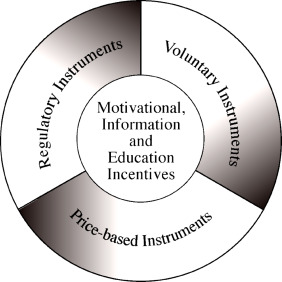 Regulatory Instruments
Voluntary Instruments
Motivational,
Information
and
Education
Incentives
Price-based Instruments